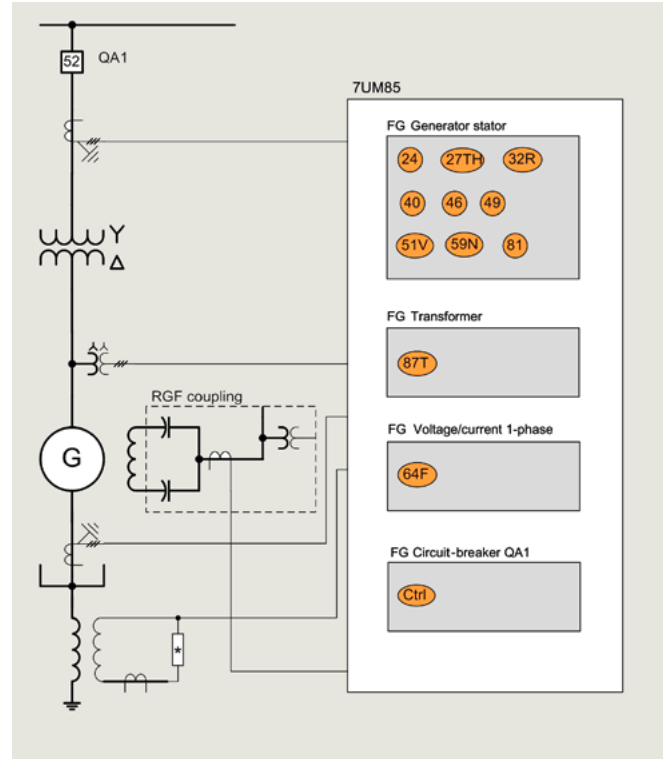 52 QA1
7UM85
FG Generator stator
24 27TH 32R
40 46 49
51V 59N 81
Y
Δ
FG Transformer
87T
RGF coupling
FG Voltage/current 1-phase
G
64F
FG Circuit-breaker QA1
Ctrl
*